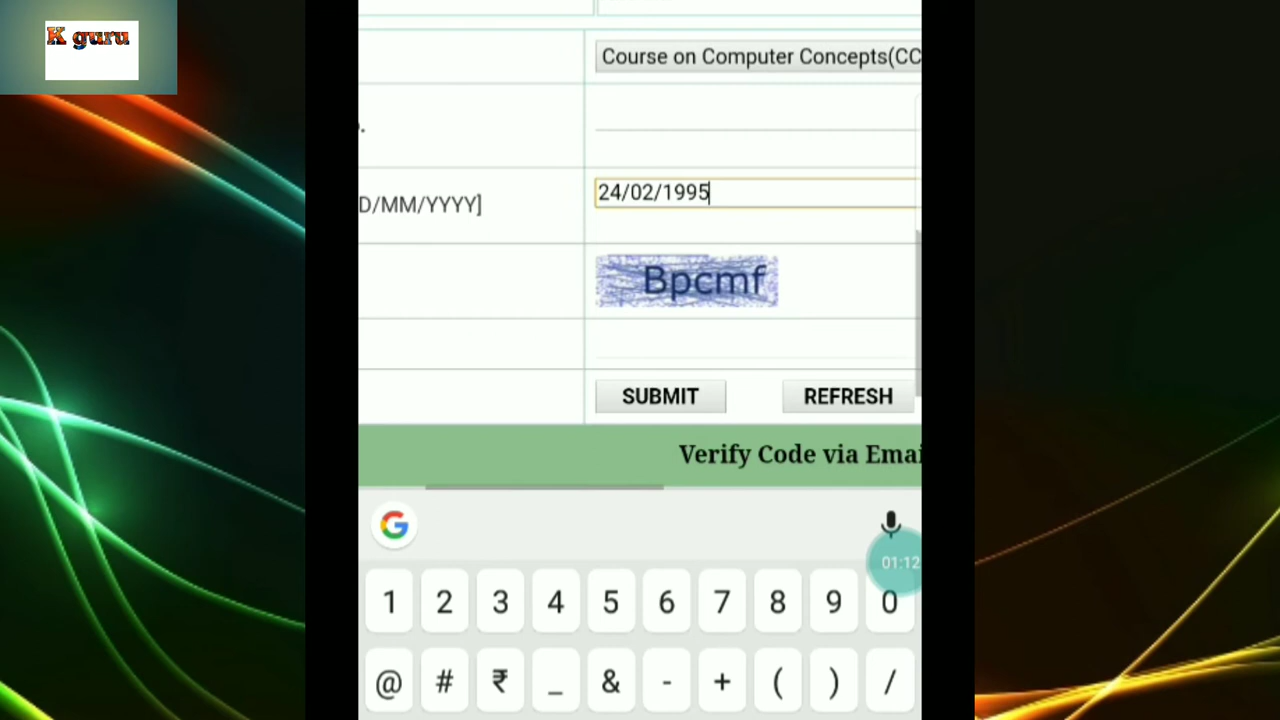 K guru
Course on Computer Concepts(CC
.
D/MM/YYYY]
24/02/1995
Bpcmf
SUBMIT
REFRESH
Verify Code via Emai
G
01:12
1 2 3 4 5 6 7 8 9 0
@ # ₹ _ & - + ( ) /